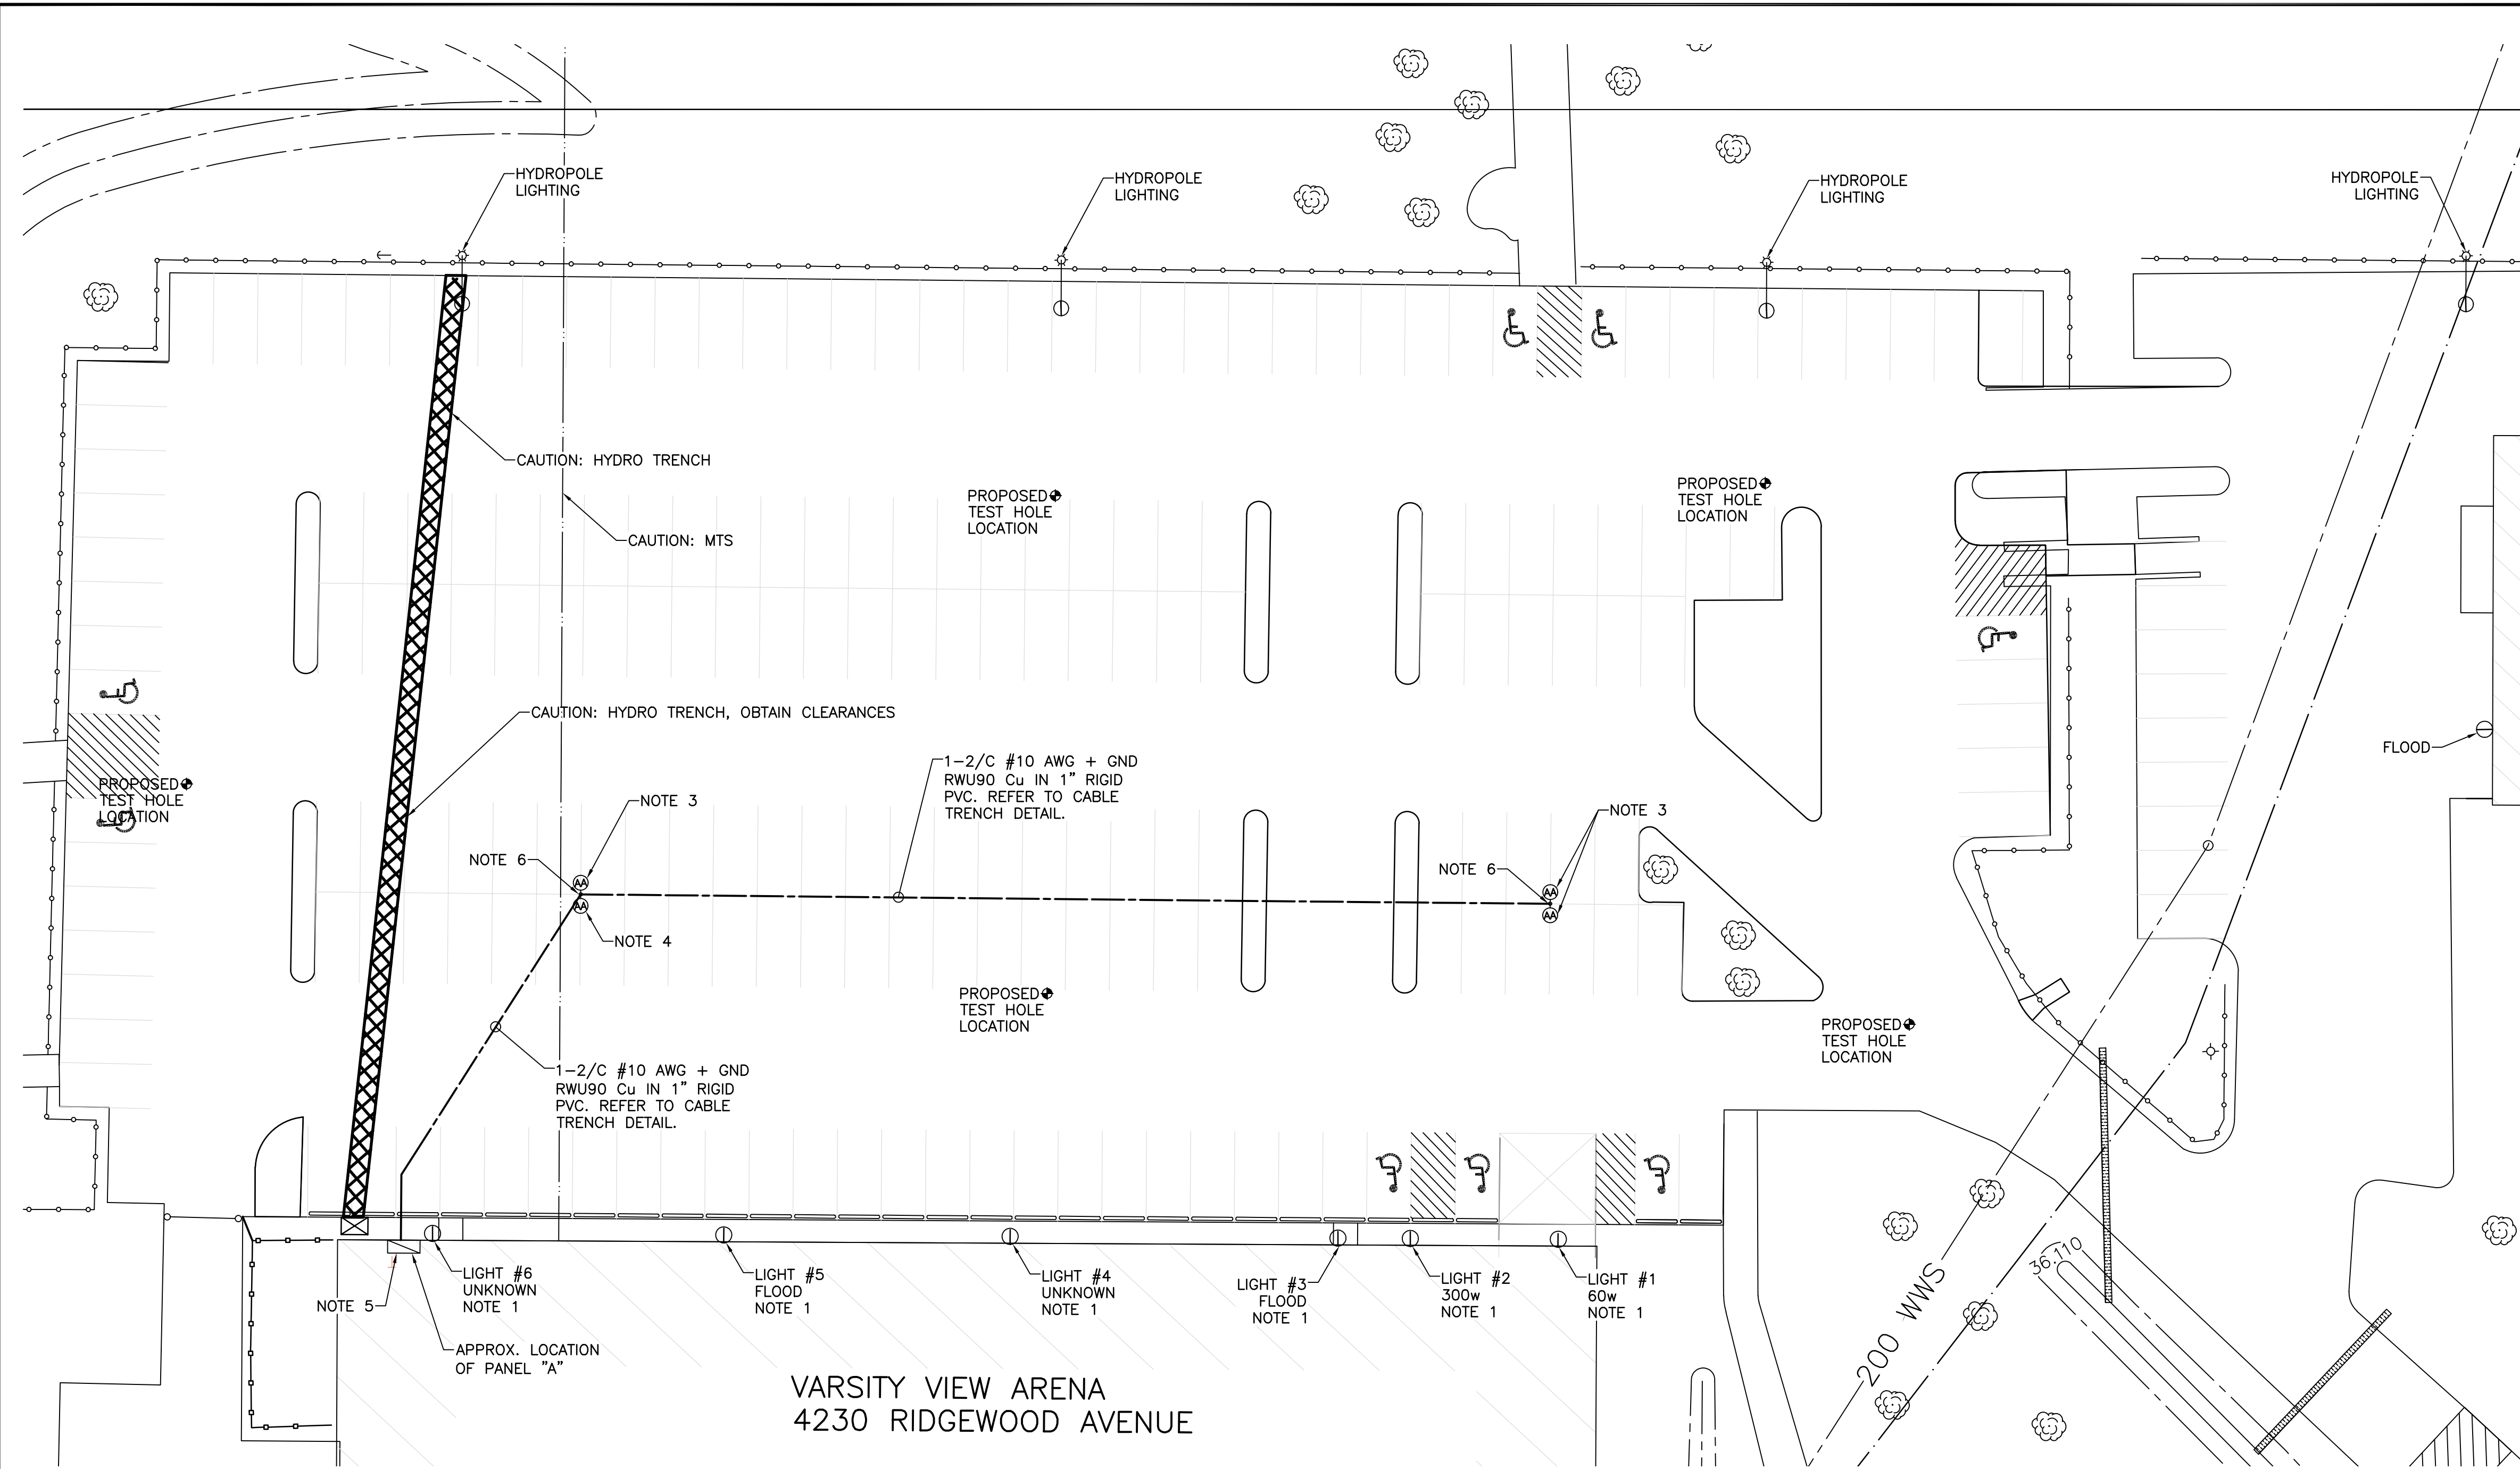 HYDROPOLE
LIGHTING
HYDROPOLE
LIGHTING
HYDROPOLE
LIGHTING
HYDROPOLE
LIGHTING
CAUTION: HYDRO TRENCH
PROPOSED
TEST HOLE
LOCATION
PROPOSED
TEST HOLE
LOCATION
CAUTION: MTS
CAUTION: HYDRO TRENCH, OBTAIN CLEARANCES
FLOOD
PROPOSED
TEST HOLE
LOCATION
1-2/C #10 AWG + GND
RWU90 Cu IN 1" RIGID
PVC. REFER TO CABLE
TRENCH DETAIL.
NOTE 3
NOTE 3
NOTE 6
NOTE 6
AA
AA
AA
AA
NOTE 4
PROPOSED
TEST HOLE
LOCATION
PROPOSED
TEST HOLE
LOCATION
1-2/C #10 AWG + GND
RWU90 Cu IN 1" RIGID
PVC. REFER TO CABLE
TRENCH DETAIL.
LIGHT #6
UNKNOWN
NOTE 1
LIGHT #5
FLOOD
NOTE 1
LIGHT #4
UNKNOWN
NOTE 1
LIGHT #3
FLOOD
NOTE 1
LIGHT #2
300w
NOTE 1
LIGHT #1
60w
NOTE 1
NOTE 5
APPROX. LOCATION
OF PANEL "A"
200 WWS
36.110
VARSITY VIEW ARENA
4230 RIDGEWOOD AVENUE